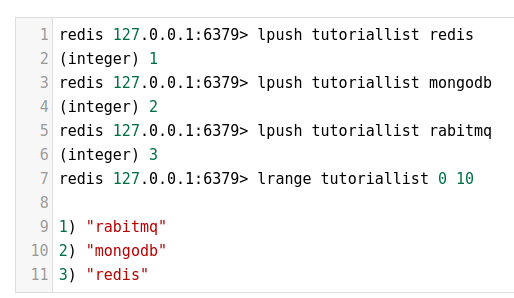 1 redis 127.0.0.1:6379> lpush tutoriallist redis
2 (integer) 1
3 redis 127.0.0.1:6379> lpush tutoriallist mongodb
4 (integer) 2
5 redis 127.0.0.1:6379> lpush tutoriallist rabitmq
6 (integer) 3
7 redis 127.0.0.1:6379> lrange tutoriallist 0 10
8
9 1) "rabitmq"
10 2) "mongodb"
11 3) "redis"